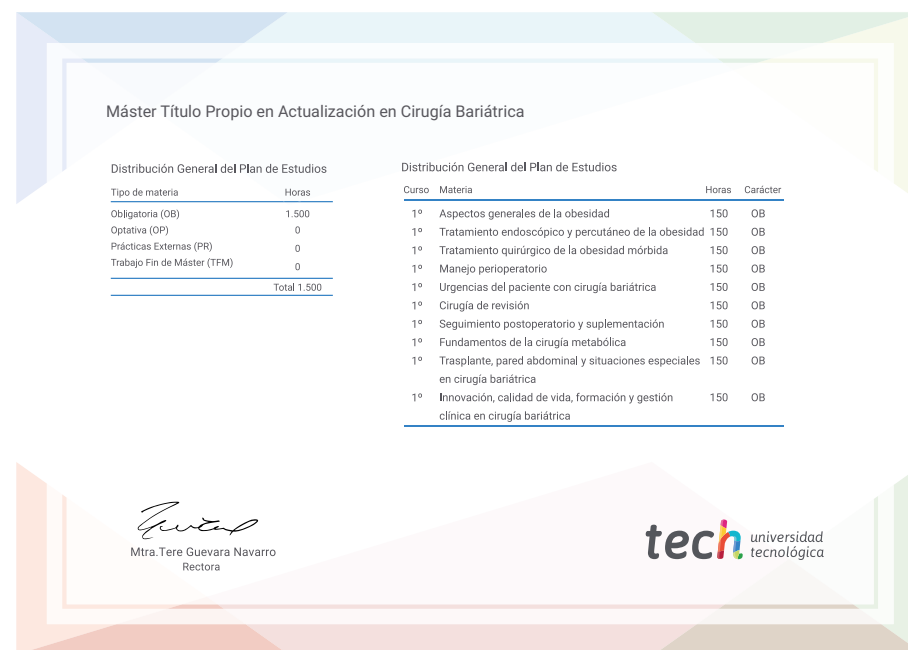 Máster Título Propio en Actualización en Cirugía Bariátrica
Distribución General del Plan de Estudios
Tipo de materia Horas
Obligatoria (OB) 1.500
Optativa (OP) 0
Prácticas Externas (PR) 0
Trabajo Fin de Máster (TFM) 0
Total 1.500
Distribución General del Plan de Estudios
Curso Materia Horas Carácter
1º Aspectos generales de la obesidad 150 OB
1º Tratamiento endoscópico y percutáneo de la obesidad 150 OB
1º Tratamiento quirúrgico de la obesidad mórbida 150 OB
1º Manejo perioperatorio 150 OB
1º Urgencias del paciente con cirugía bariátrica 150 OB
1º Cirugía de revisión 150 OB
1º Seguimiento postoperatorio y suplementación 150 OB
1º Fundamentos de la cirugía metabólica 150 OB
1º Trasplante, pared abdominal y situaciones especiales 150 OB
en cirugía bariátrica
1º Innovación, calidad de vida, formación y gestión 150 OB
clínica en cirugía bariátrica
Mtra.Tere Guevara Navarro
Rectora
tech universidad
tecnológica